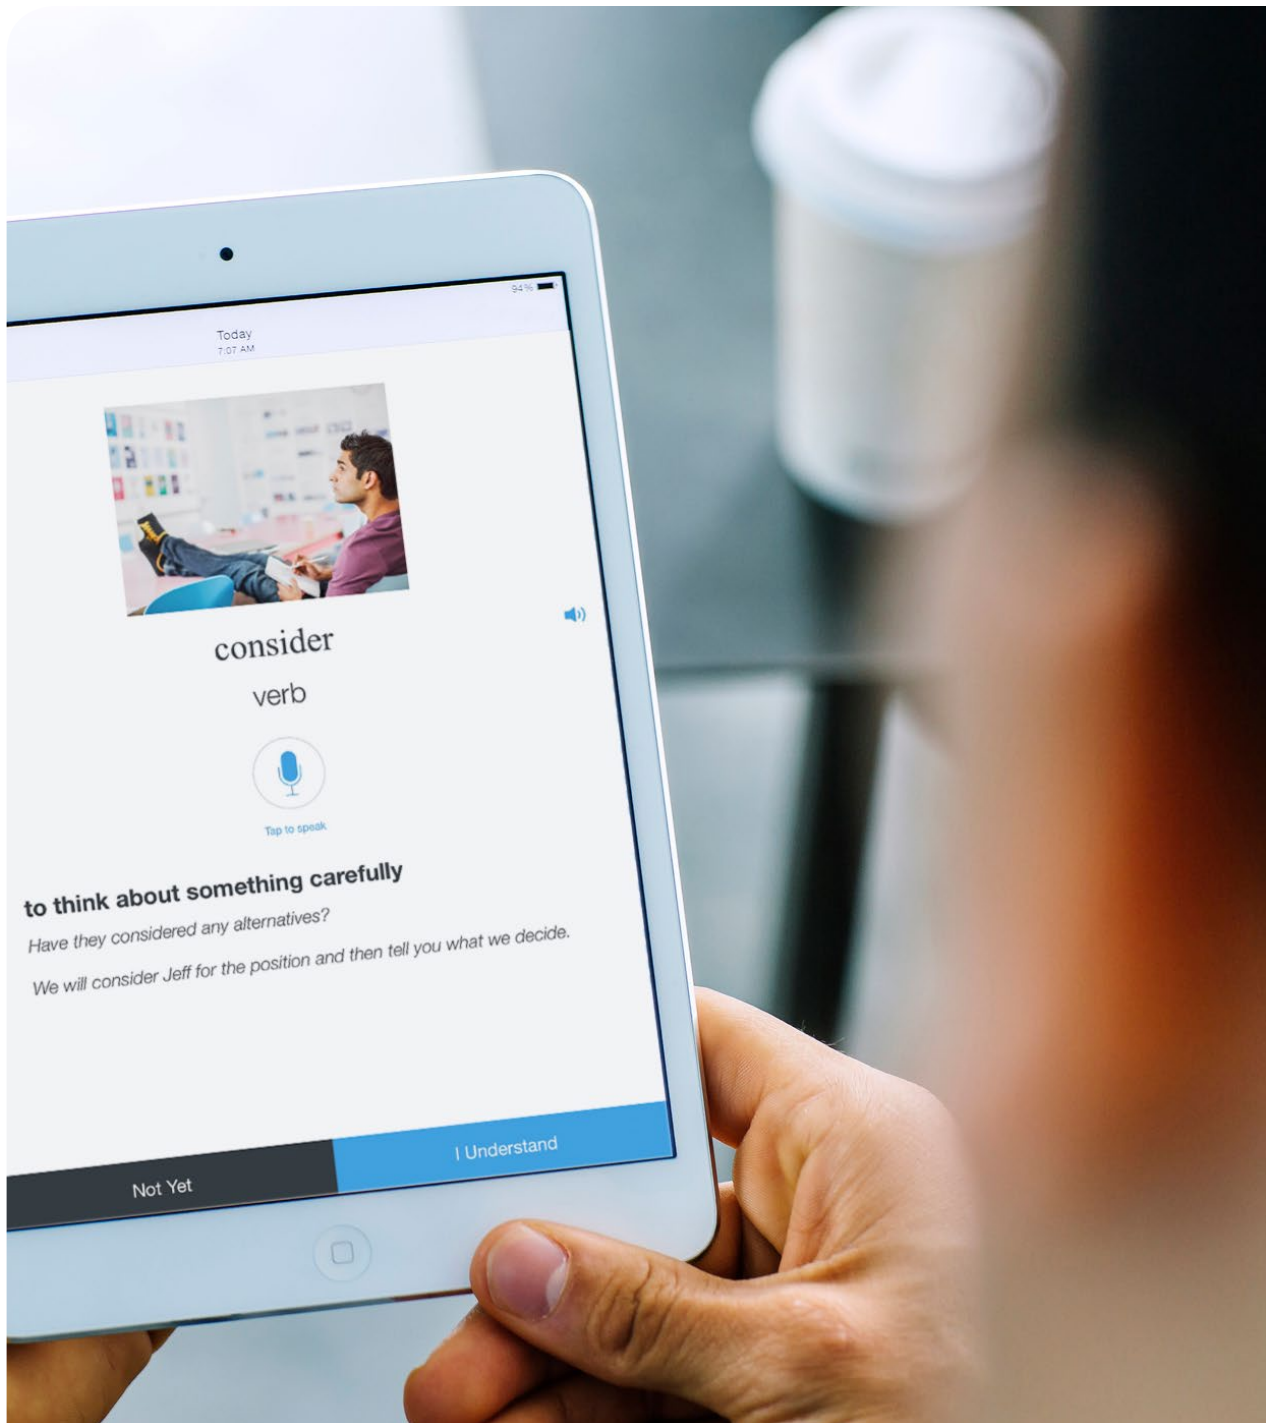 94%
Today
7:07 AM
consider
verb
Tap to speak
to think about something carefully
Have they considered any alternatives?
We will consider Jeff for the position and then tell you what we decide.
Not Yet
I Understand